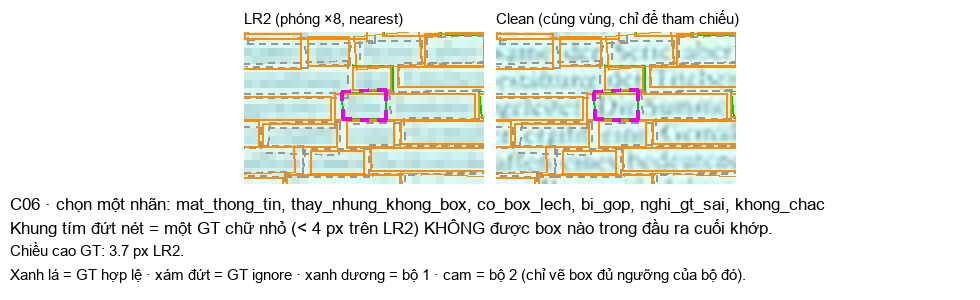 LR2 (phóng ×8, nearest)
Clean (cùng vùng, chỉ để tham chiếu)
C06 · chọn một nhãn: mat_thong_tin, thay_nhung_khong_box, co_box_lech, bi_gop, nghi_gt_sai, khong_chac
Khung tím đứt nét = một GT chữ nhỏ (< 4 px trên LR2) KHÔNG được box nào trong đầu ra cuối khớp.
Chiều cao GT: 3.7 px LR2.
Xanh lá = GT hợp lệ · xám đứt = GT ignore · xanh dương = bộ 1 · cam = bộ 2 (chỉ vẽ box đủ ngưỡng của bộ đó).